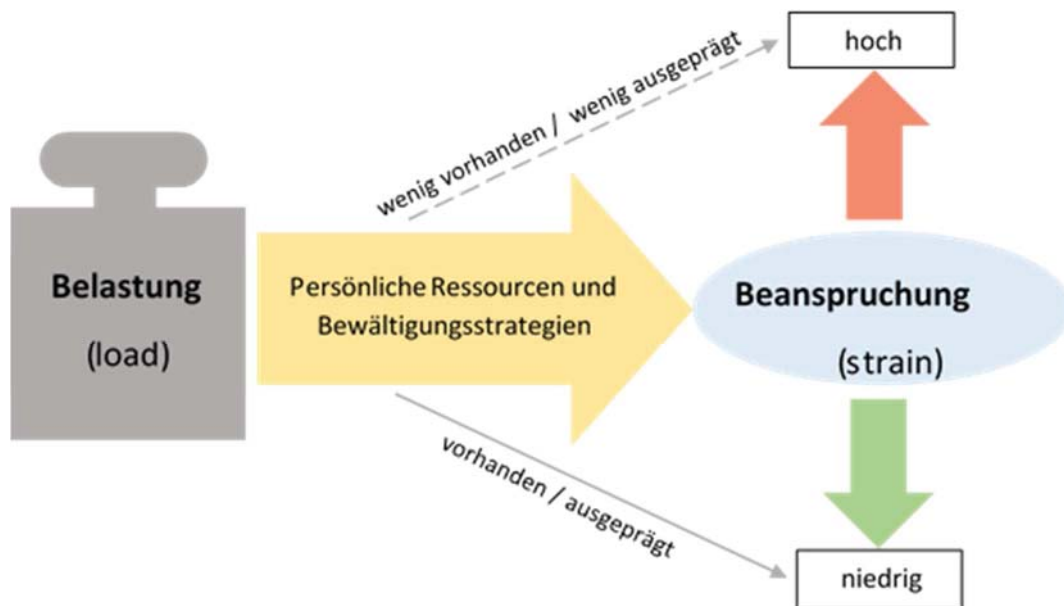 hoch
wenig vorhanden / wenig ausgeprägt
Belastung
(load)
Persönliche Ressourcen und
Bewältigungsstrategien
Beanspruchung
(strain)
vorhanden / ausgeprägt
niedrig